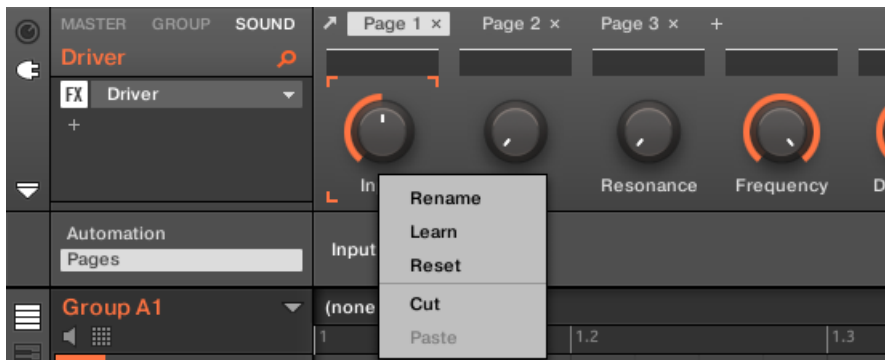 MASTER GROUP SOUND
Page 1 × Page 2 × Page 3 × +
Driver
FX Driver
+
In
Resonance Frequency D
Rename
Learn
Reset
Cut
Paste
Automation
Pages
Input
Group A1
(none
1 1.2 1.3